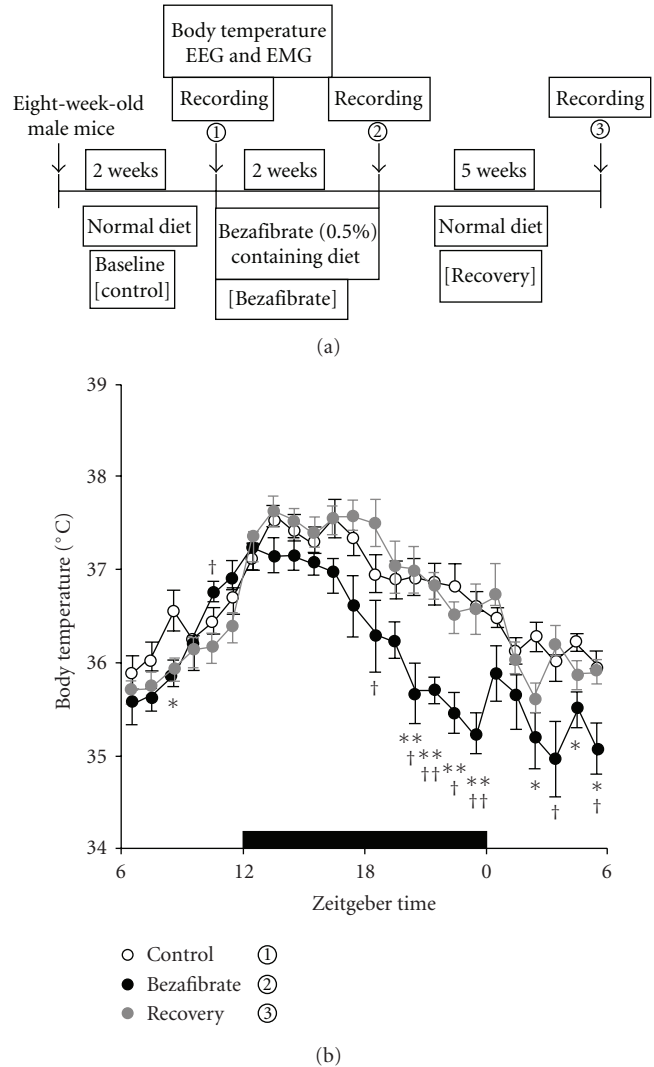 Body temperature
EEG and EMG
Recording
Recording
Recording
Eight-week-old
male mice
1
2
3
2 weeks
2 weeks
5 weeks
Normal diet
Bezafibrate (0.5%)
containing diet
Normal diet
Baseline
[control]
[Bezafibrate]
[Recovery]
(a)
39
38
37
36
35
34
Body temperature (°C)
†
*
†
** †
** ††
** †
** ††
*
†
*
* †
6 12 18 0 6
Zeitgeber time
Control 1
Bezafibrate 2
Recovery 3
(b)